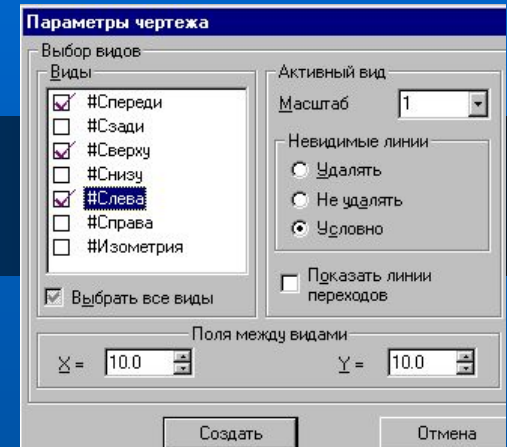 Параметры чертежа
Выбор видов
Виды
#Спереди
#Сзади
#Сверху
#Снизу
#Слева
#Справа
#Изометрия
Выбрать все виды
Активный вид
Масштаб 1
Невидимые линии
Удалять
Не удалять
Условно
Показать линии
переходов
Поля между видами
X = 10.0 Y = 10.0
Создать Отмена